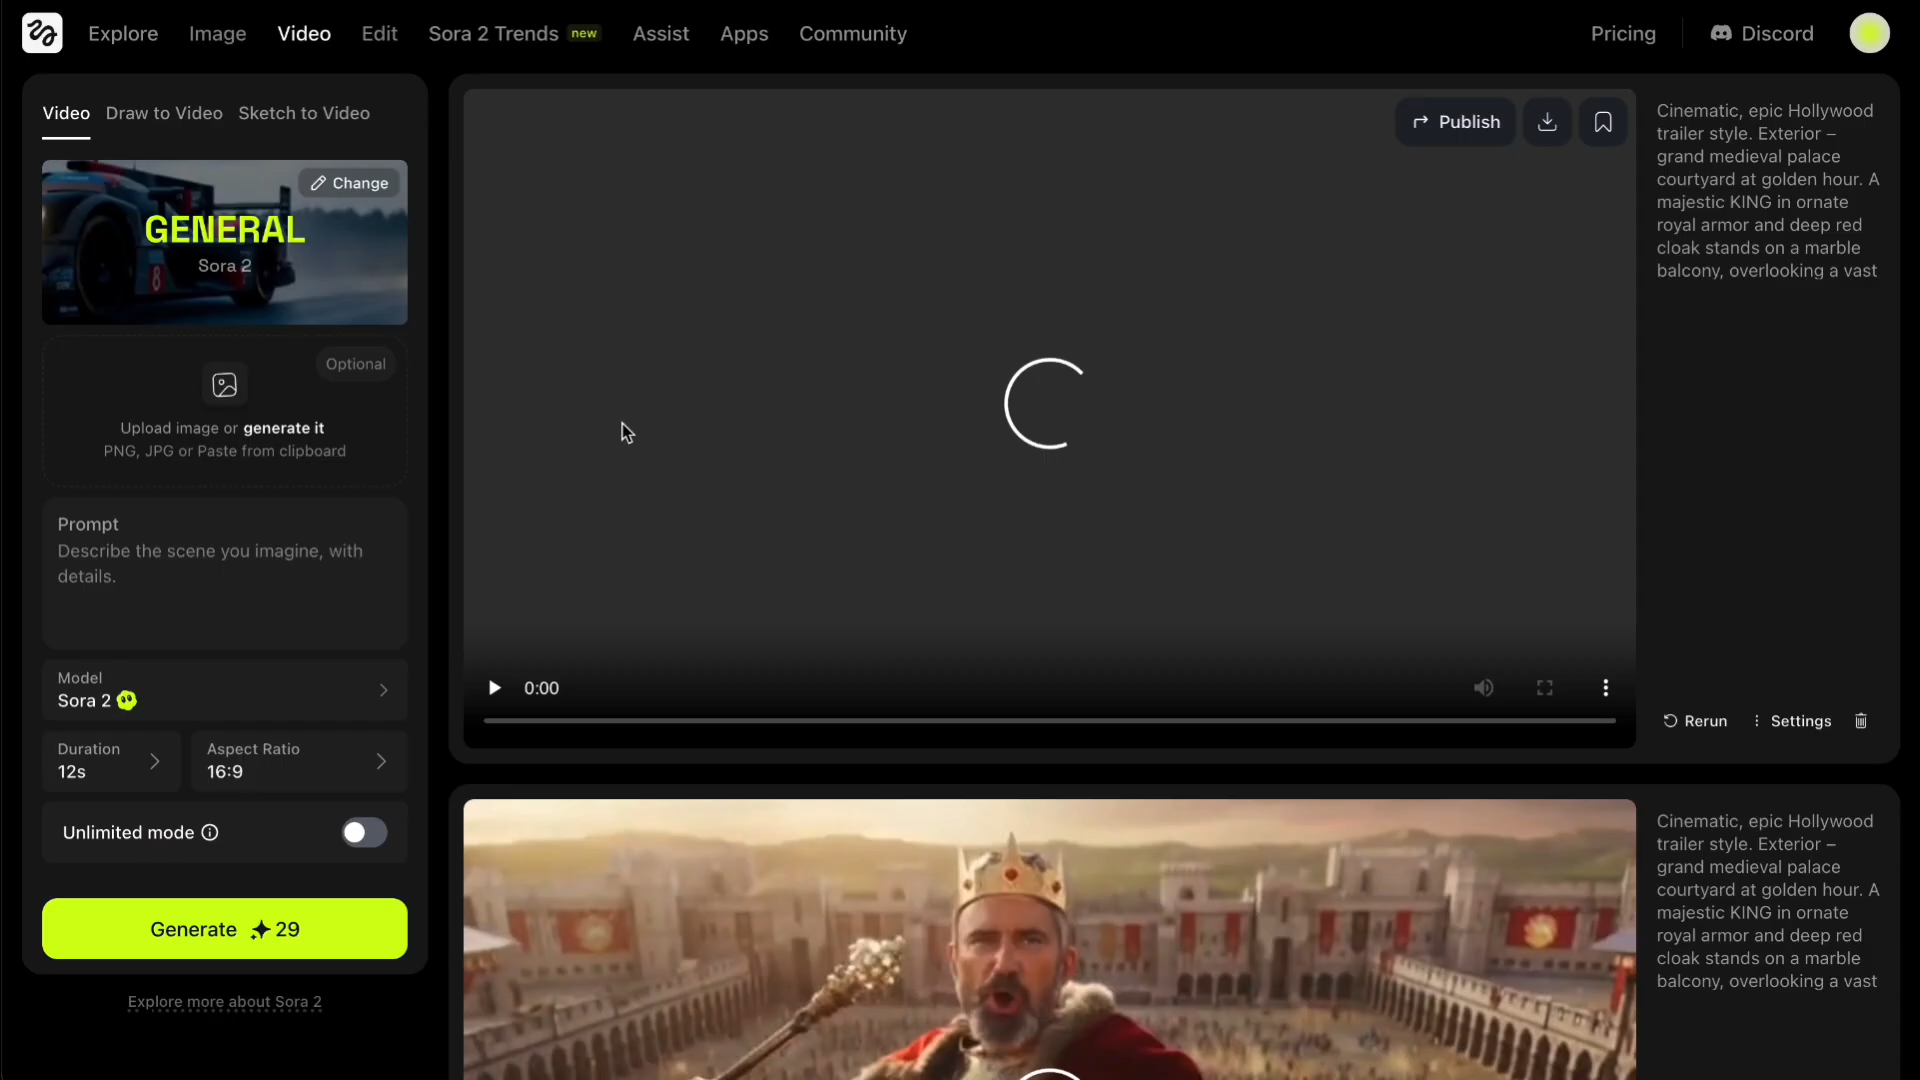 Explore
Image
Video
Edit
Sora 2 Trends new
Assist
Apps
Community
Pricing
Discord
Video
Draw to Video
Sketch to Video
Change
GENERAL
Sora 2
8
Optional
Upload image or generate it
PNG, JPG or Paste from clipboard
Prompt
Describe the scene you imagine, with
details.
Model
Sora 2
Duration
12s
Aspect Ratio
16:9
Unlimited mode
Generate 29
Explore more about Sora 2
Publish
0:00
Cinematic, epic Hollywood
trailer style. Exterior –
grand medieval palace
courtyard at golden hour. A
majestic KING in ornate
royal armor and deep red
cloak stands on a marble
balcony, overlooking a vast
Rerun
Settings
Cinematic, epic Hollywood
trailer style. Exterior –
grand medieval palace
courtyard at golden hour. A
majestic KING in ornate
royal armor and deep red
cloak stands on a marble
balcony, overlooking a vast